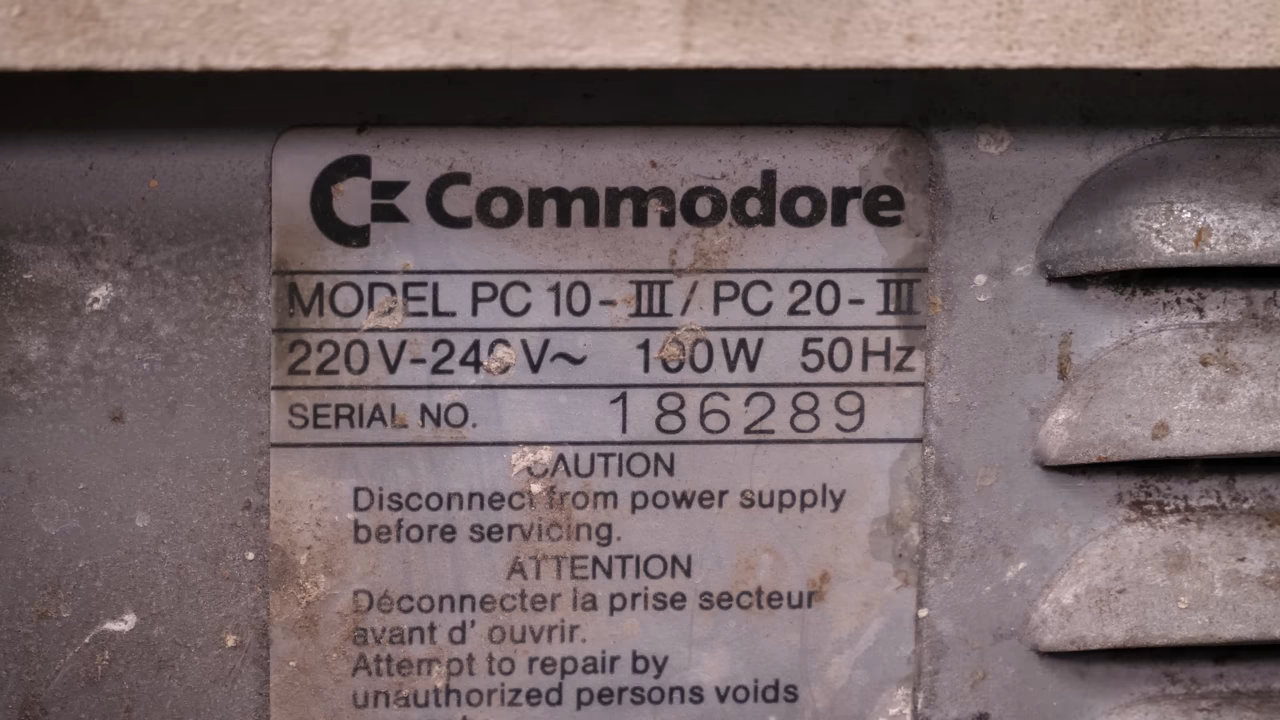 Commodore
MODEL PC 10-III / PC 20-III
220V-240V~ 100W 50Hz
SERIAL NO. 186289
CAUTION
Disconnect from power supply
before servicing.
ATTENTION
Déconnecter la prise secteur
avant d' ouvrir.
Attempt to repair by
unauthorized persons voids